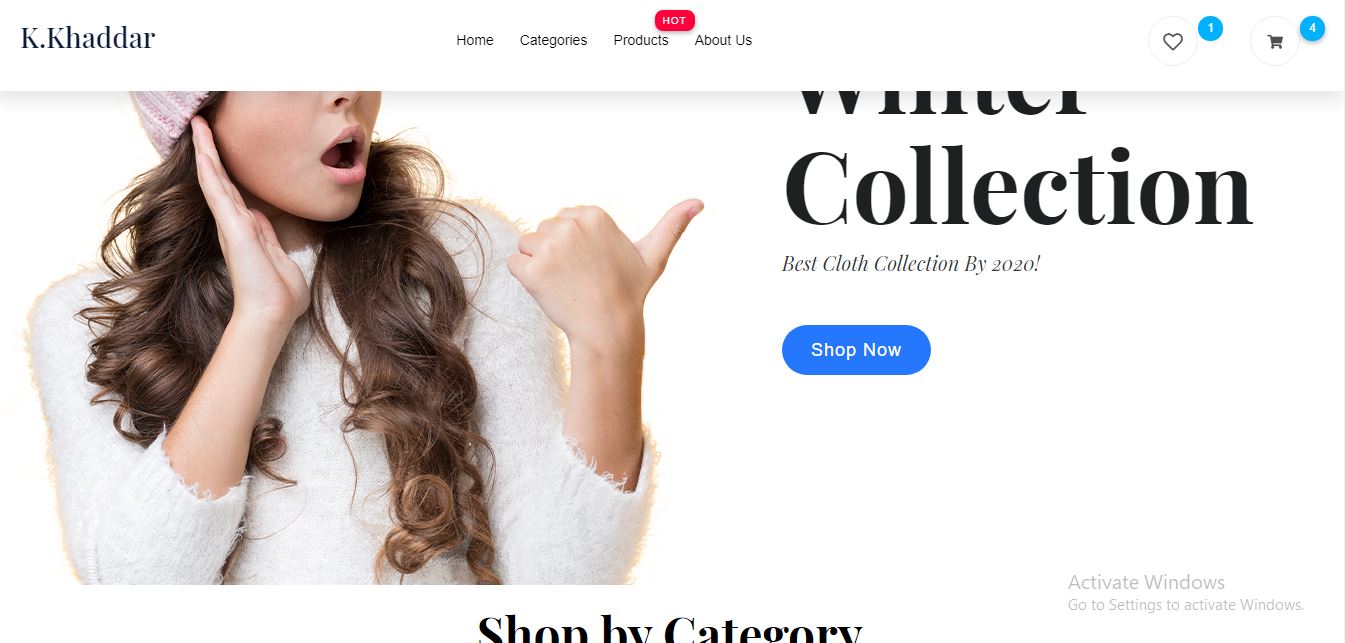 K.Khaddar
HOT
Home Categories Products About Us
1
4
Winter
Collection
Best Cloth Collection By 2020!
Shop Now
Activate Windows
Go to Settings to activate Windows.
Shop by Category